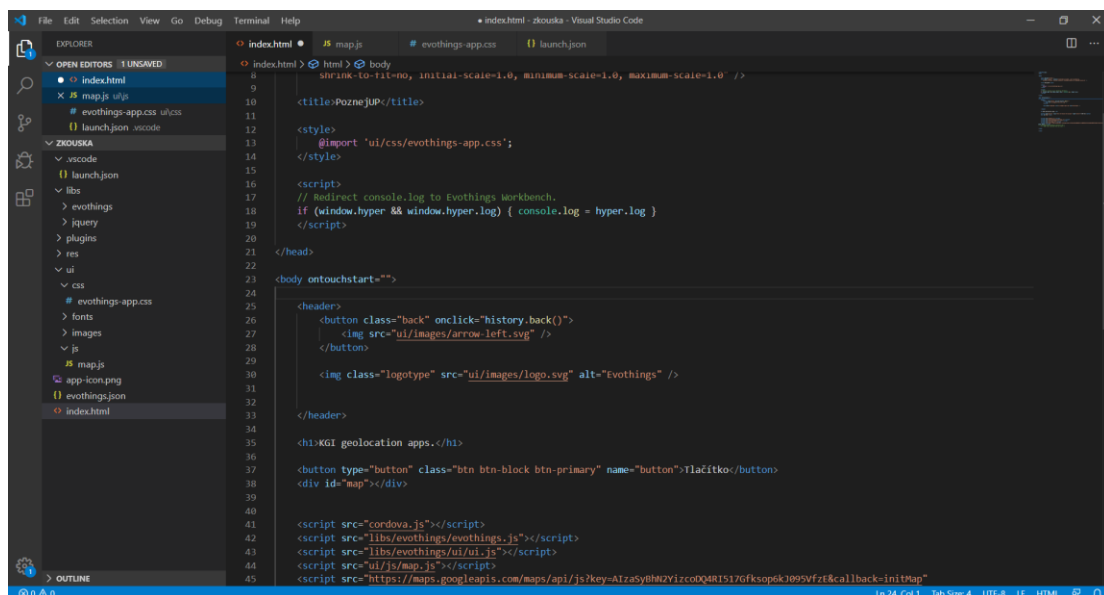 File Edit Selection View Go Debug Terminal Help
● index.html - zkouska - Visual Studio Code
EXPLORER
OPEN EDITORS 1 UNSAVED
index.html
JS map.js ui\js
# evothings-app.css ui\css
{} launch.json .vscode
ZKOUSKA
.vscode
{} launch.json
libs
evothings
jquery
plugins
res
ui
css
# evothings-app.css
fonts
images
js
JS map.js
app-icon.png
{} evothings.json
index.html
OUTLINE
index.html ● JS map.js # evothings-app.css {} launch.json
index.html > html > body
8 shrink-to-fit=no, initial-scale=1.0, minimum-scale=1.0, maximum-scale=1.0" />
9
10 <title>PoznejUP</title>
11
12 <style>
13 @import 'ui/css/evothings-app.css';
14 </style>
15
16 <script>
17 // Redirect console.log to Evothings Workbench.
18 if (window.hyper && window.hyper.log) { console.log = hyper.log }
19 </script>
20
21 </head>
22
23 <body ontouchstart="">
24
25 <header>
26 <button class="back" onclick="history.back()">
27 <img src="ui/images/arrow-left.svg" />
28 </button>
29
30 <img class="logotype" src="ui/images/logo.svg" alt="Evothings" />
31
32
33 </header>
34
35 <h1>KGI geolocation apps.</h1>
36
37 <button type="button" class="btn btn-block btn-primary" name="button">Tlačítko</button>
38 <div id="map"></div>
39
40
41 <script src="cordova.js"></script>
42 <script src="libs/evothings/evothings.js"></script>
43 <script src="libs/evothings/ui/ui.js"></script>
44 <script src="ui/js/map.js"></script>
45 <script src="https://maps.googleapis.com/maps/api/js?key=&callback=initMap"
0 0 Ln 24, Col 1 Tab Size: 4 UTF-8 LF HTML